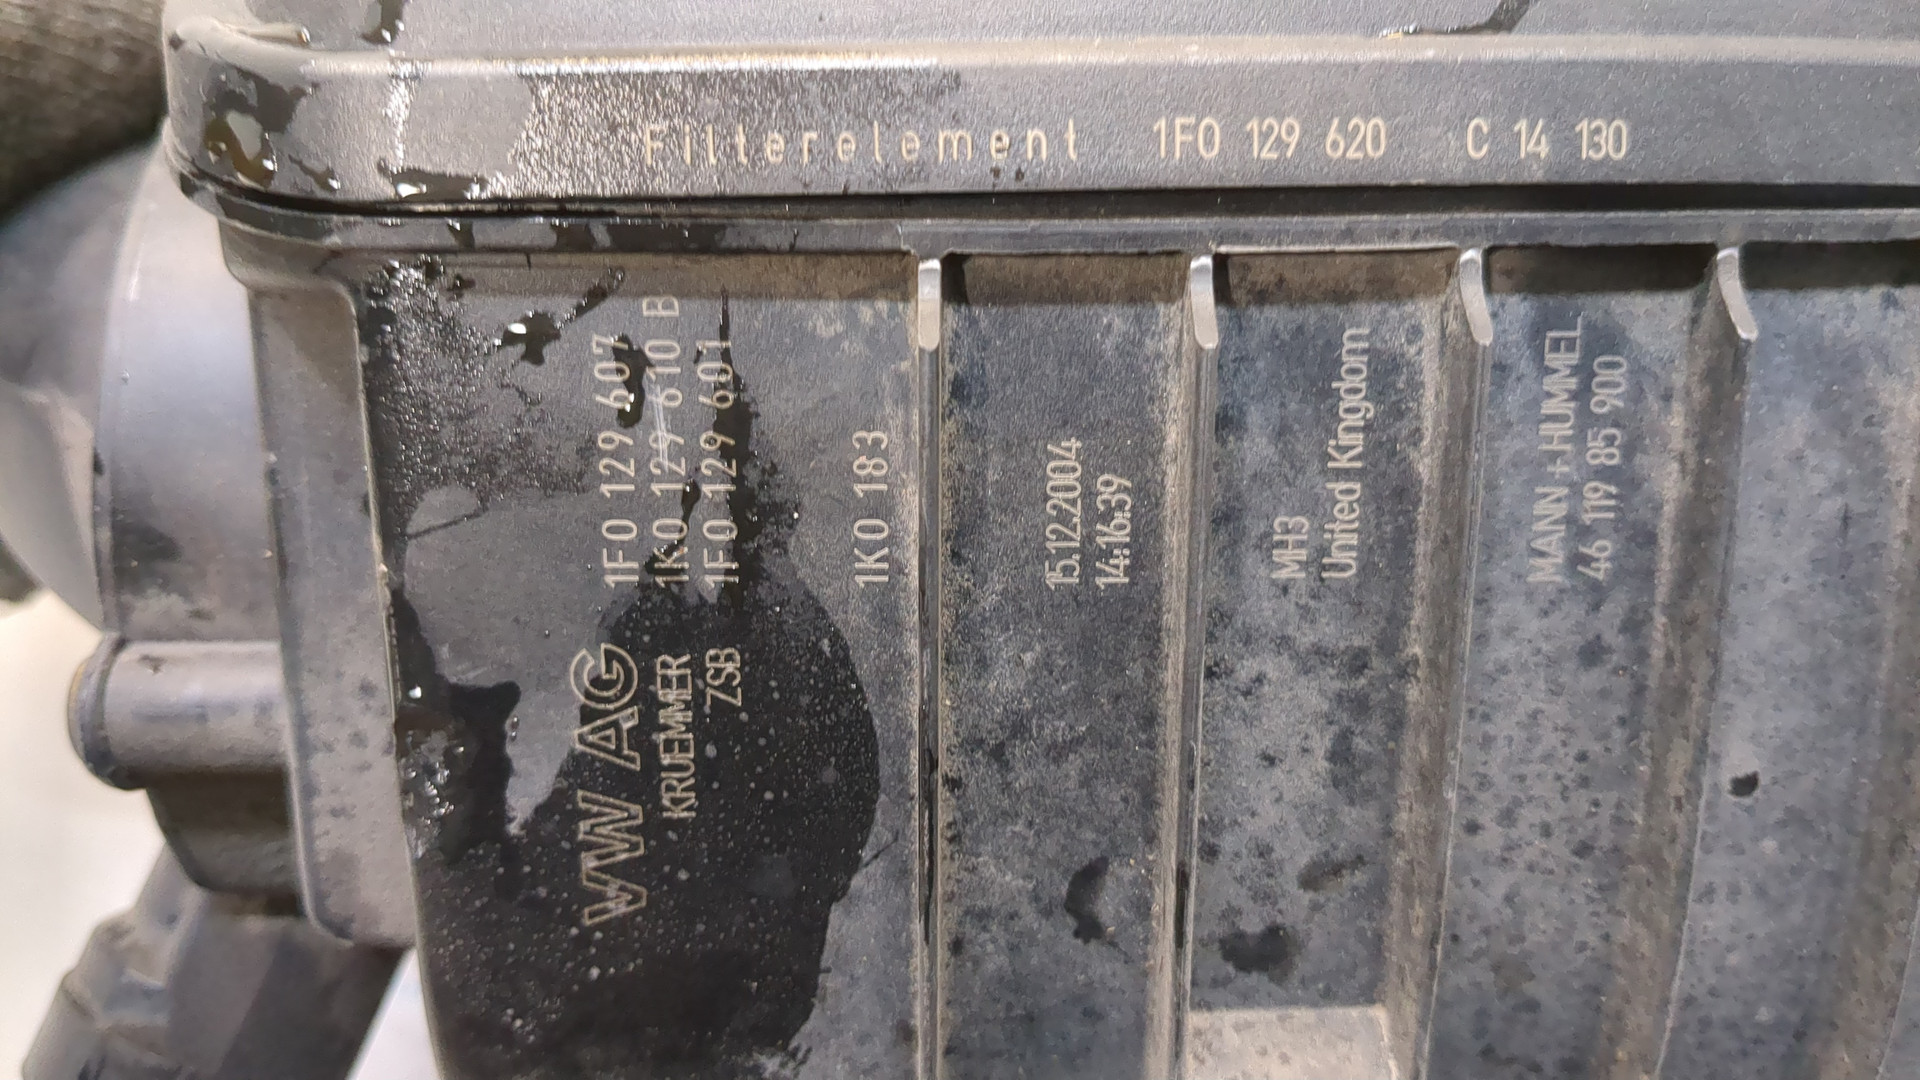 Filterelement 1F0 129 620 C 14 130
VW AG 1F0 129 607
KRUEMMER 1K0 129 610 B
ZSB 1F0 129 601
1K0 183
15.12.2004
14:16:39
MH3
United Kingdom
MANN+HUMMEL
46 119 85 900